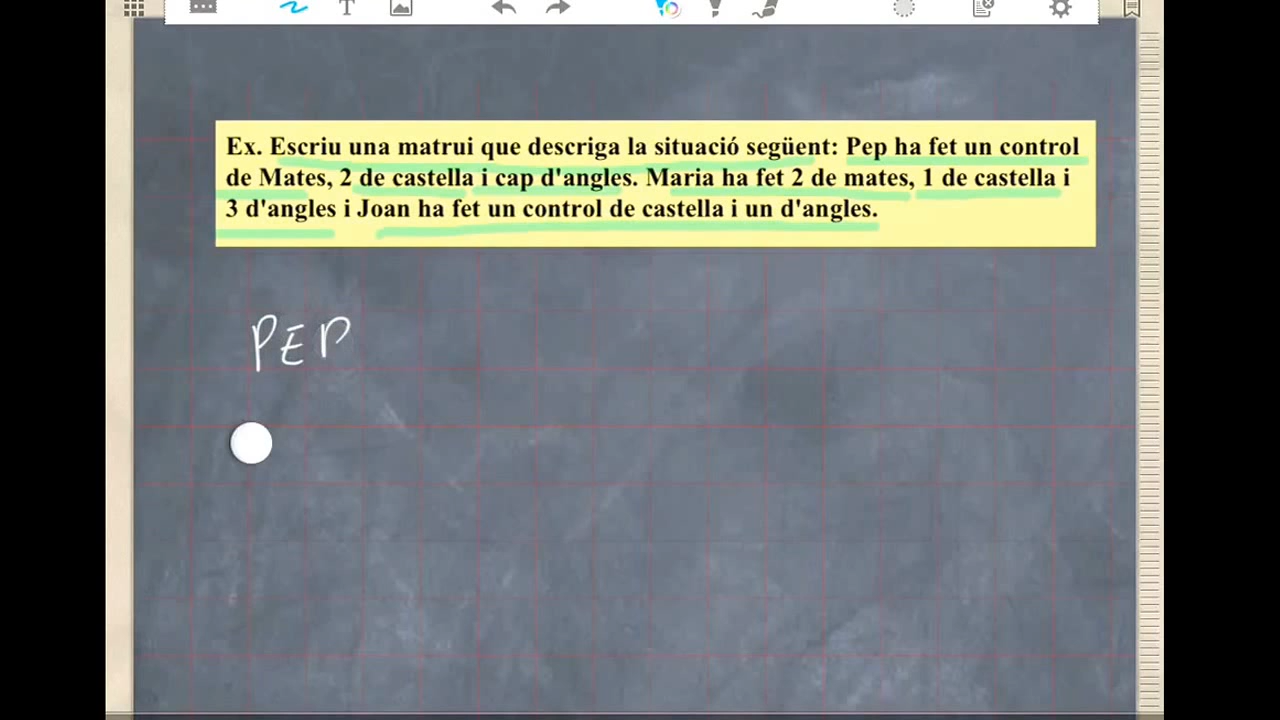 Ex. Escriu una matrui que descriga la situació següent: Pep ha fet un control
de Mates, 2 de castella i cap d'angles. Maria ha fet 2 de mates, 1 de castella i
3 d'angles i Joan ha fet un control de castella i un d'angles.
PEP